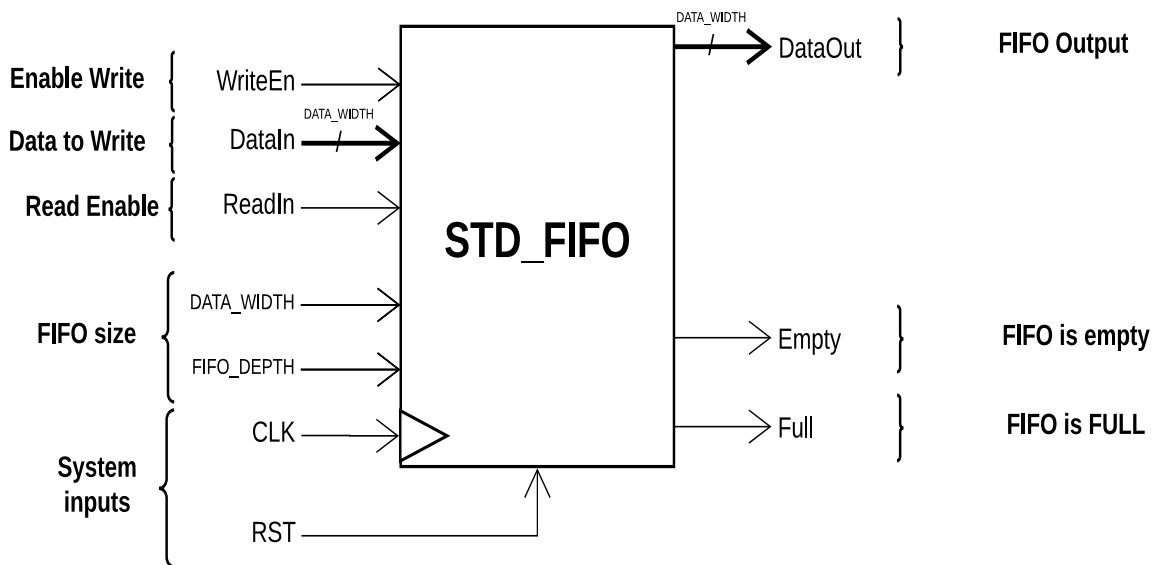 DATA_WIDTH
DataOut
FIFO Output
Enable Write
WriteEn
DATA_WIDTH
Data to Write
DataIn
Read Enable
ReadIn
STD_FIFO
FIFO size
DATA_WIDTH
FIFO_DEPTH
Empty
FIFO is empty
System
inputs
CLK
Full
FIFO is FULL
RST